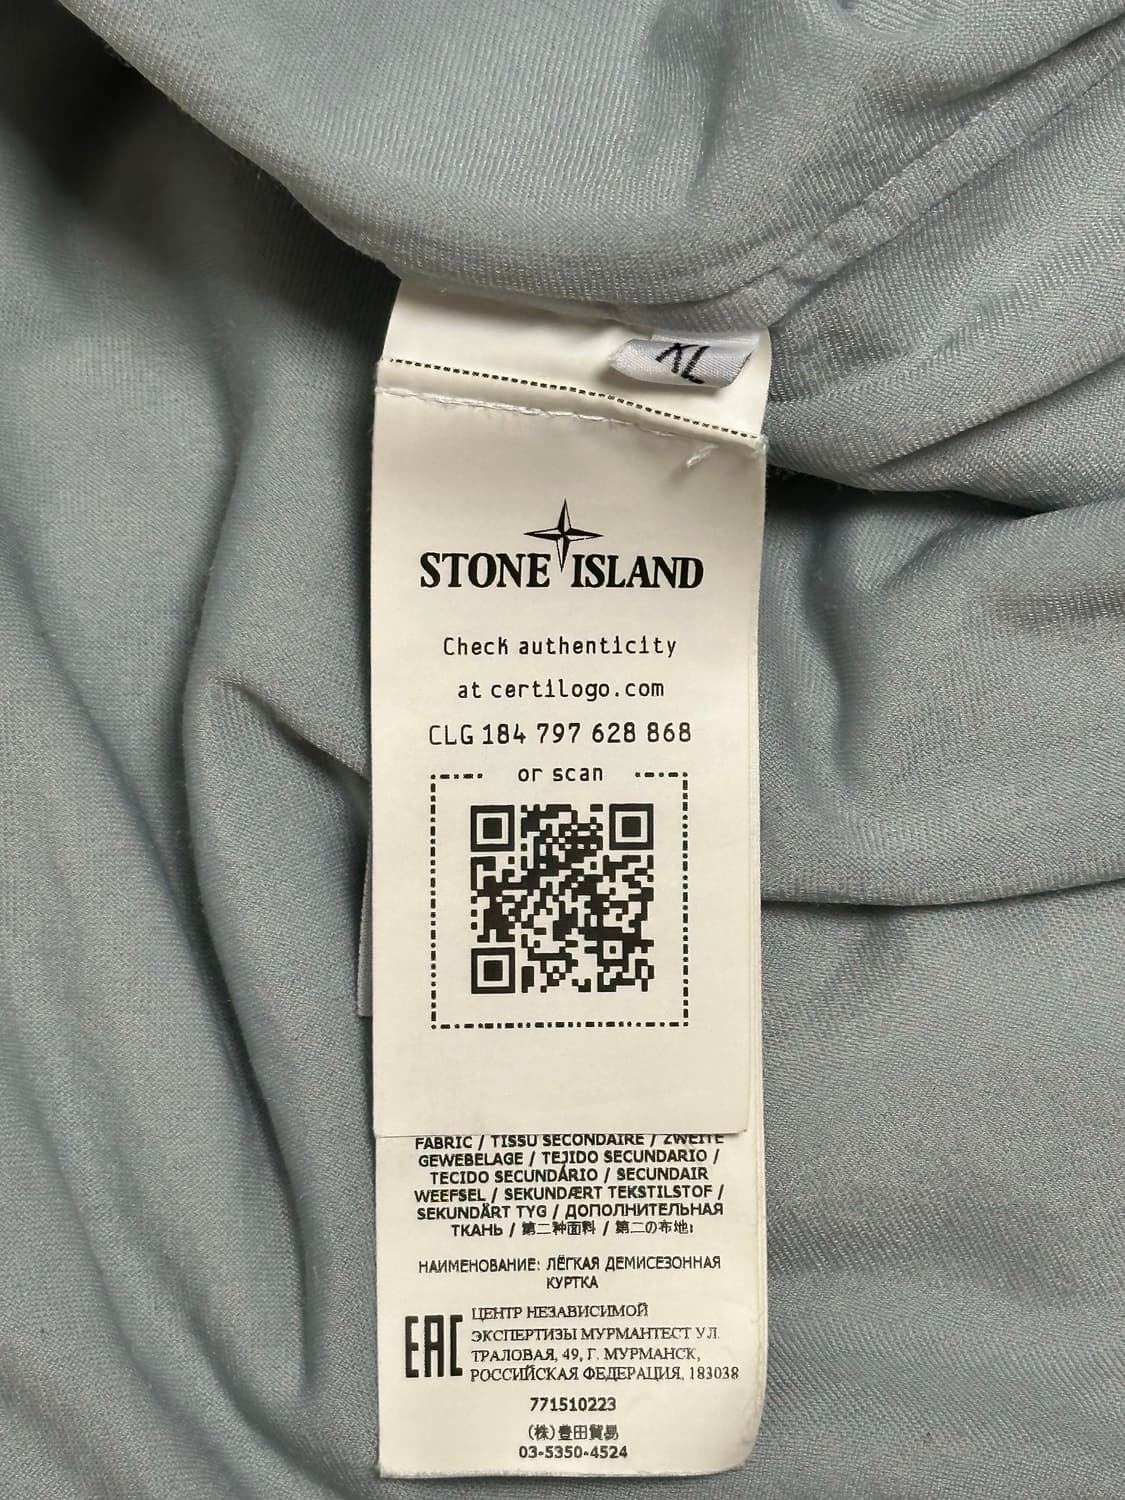 XL
STONE ISLAND
Check authenticity
at certilogo.com
CLG 184 797 628 868
or scan
FABRIC / TISSU SECONDAIRE / ZWEITE
GEWEBELAGE / TEJIDO SECUNDARIO /
TECIDO SECUNDÁRIO / SECUNDAIR
WEEFSEL / SEKUNDÆRT TEKSTILSTOF /
SEKUNDÄRT TYG / ДОПОЛНИТЕЛЬНАЯ
ТКАНЬ / 第二种面料 / 第二の布地:
НАИМЕНОВАНИЕ: ЛЁГКАЯ ДЕМИСЕЗОННАЯ
КУРТКА
EAC
ЦЕНТР НЕЗАВИСИМОЙ
ЭКСПЕРТИЗЫ МУРМАНТЕСТ УЛ.
ТРАЛОВАЯ, 49, Г. МУРМАНСК,
РОССИЙСКАЯ ФЕДЕРАЦИЯ, 183038
771510223
(株)豊田貿易
03-5350-4524